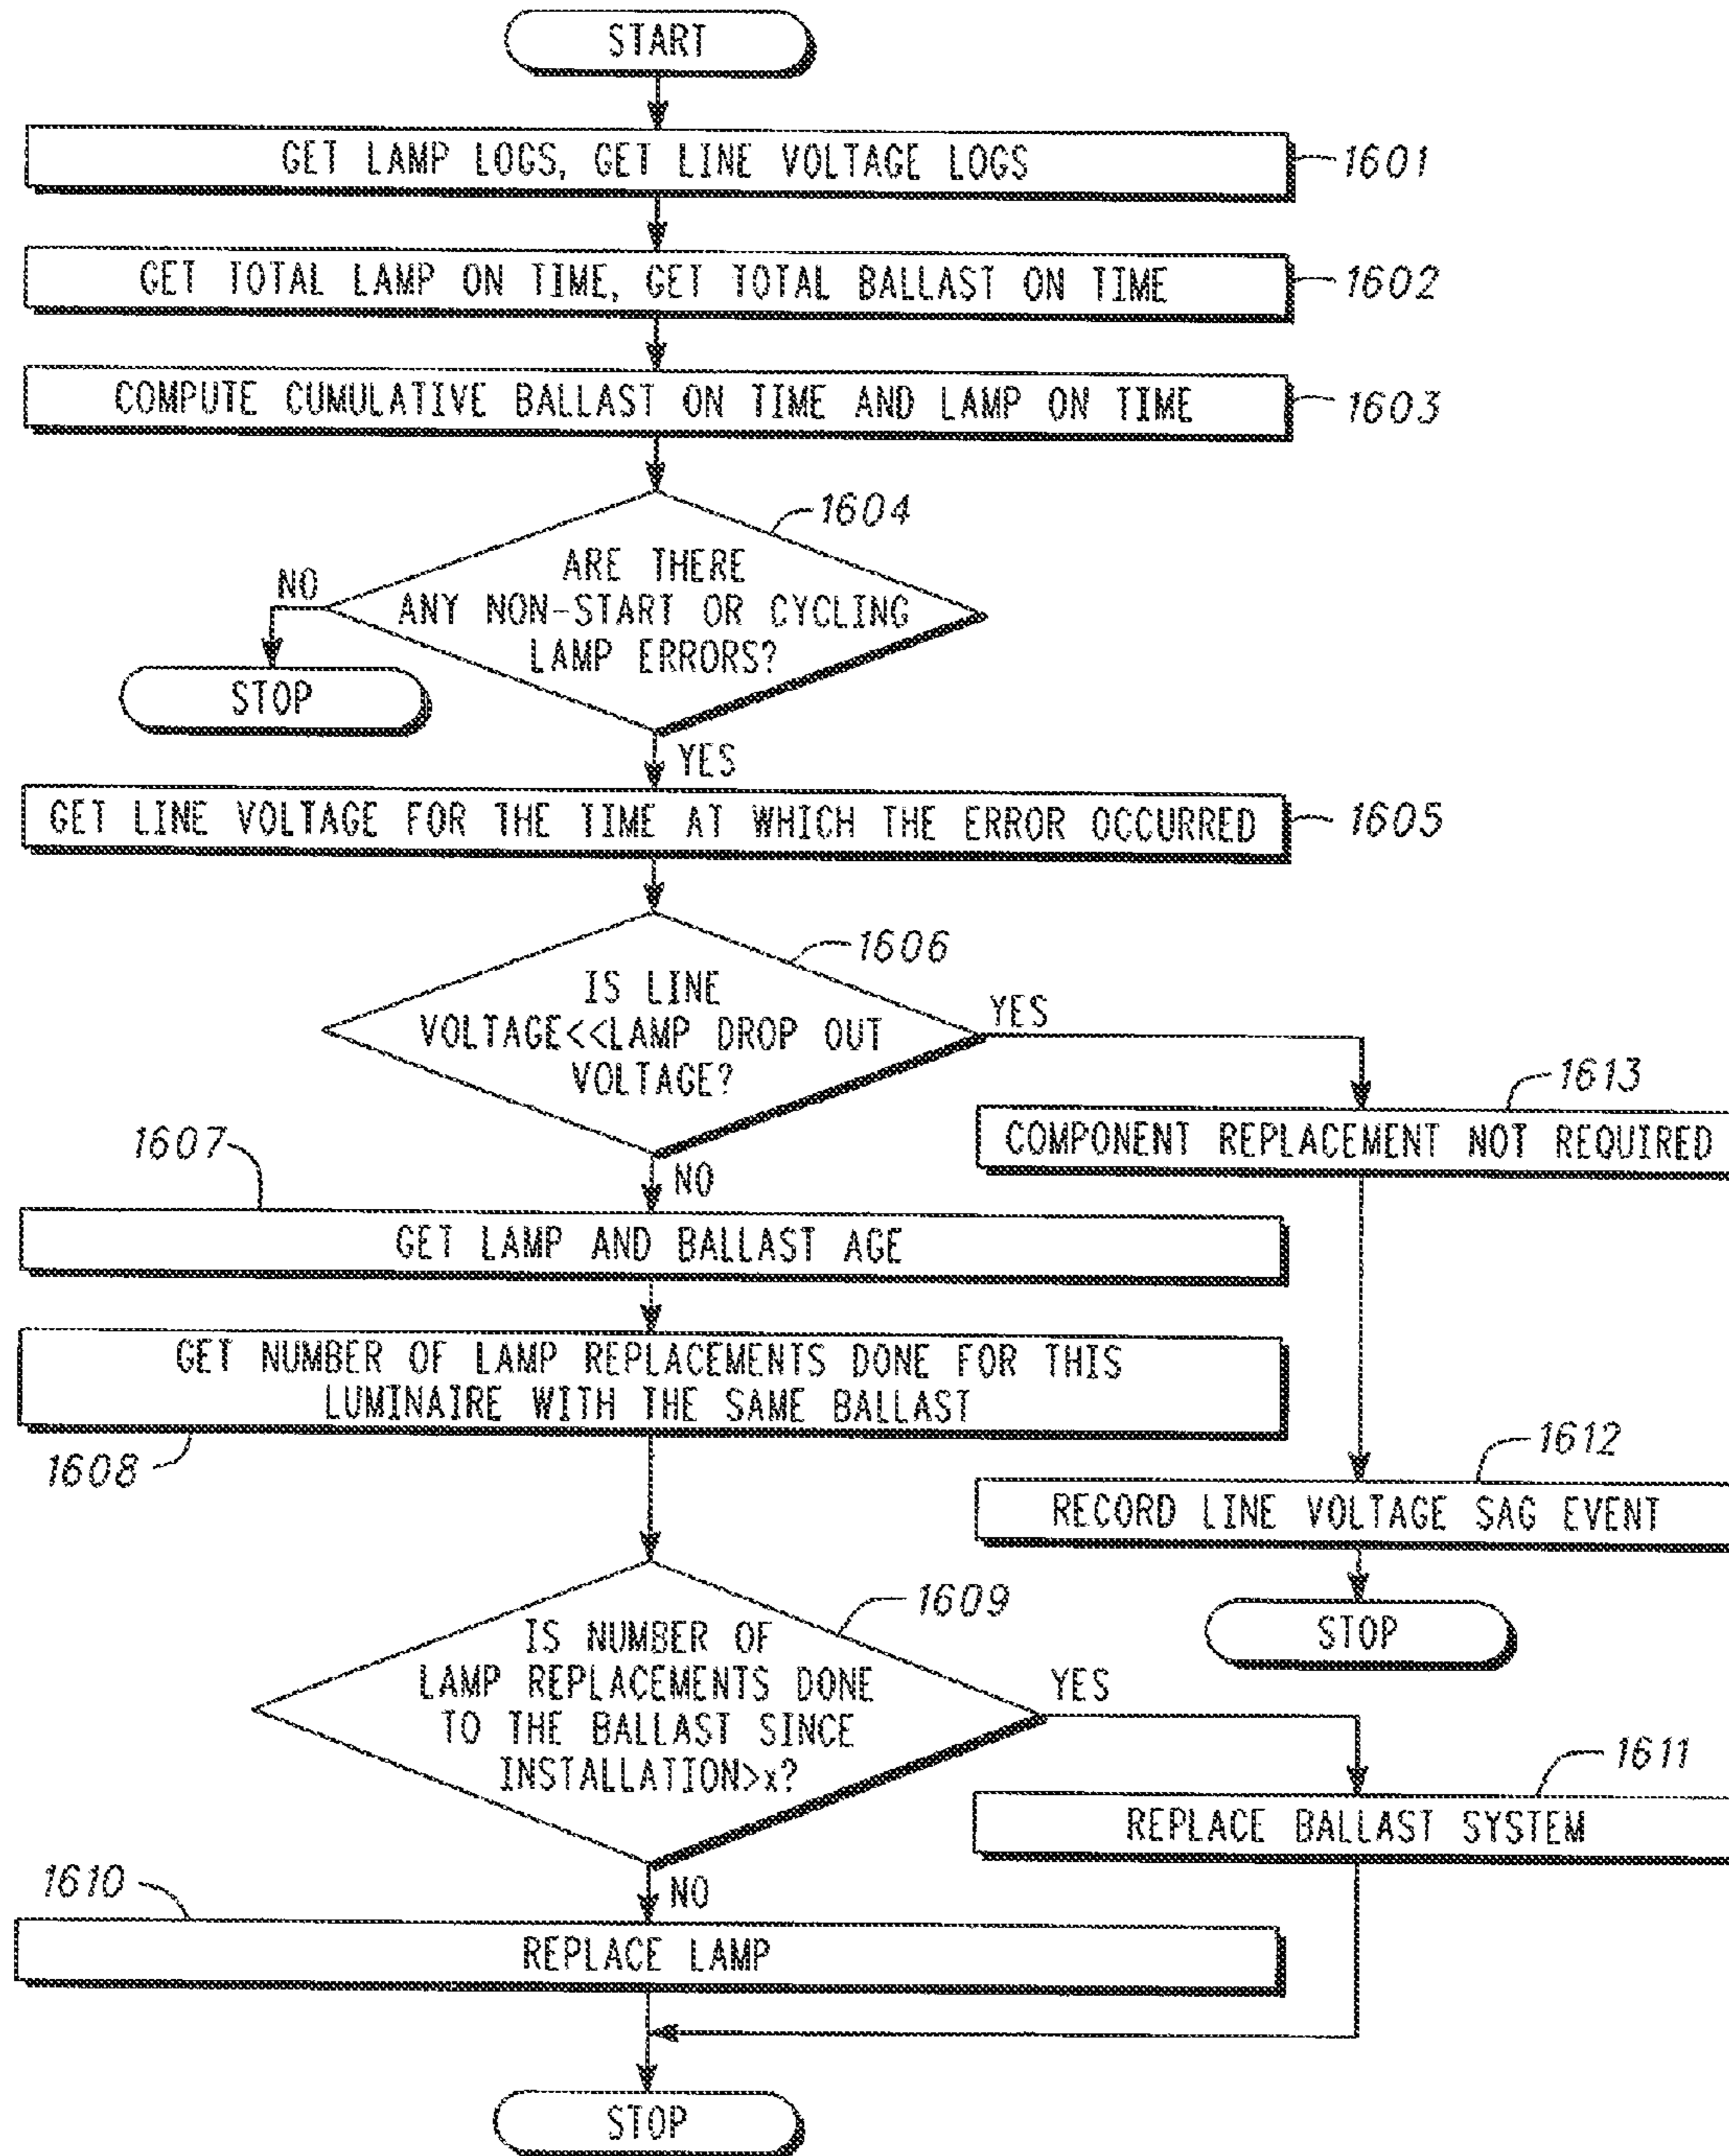 START
GET LAMP LOGS, GET LINE VOLTAGE LOGS
1601
GET TOTAL LAMP ON TIME, GET TOTAL BALLAST ON TIME
1602
COMPUTE CUMULATIVE BALLAST ON TIME AND LAMP ON TIME
1603
1604
ARE THERE
ANY NON-START OR CYCLING
LAMP ERRORS?
NO
STOP
YES
GET LINE VOLTAGE FOR THE TIME AT WHICH THE ERROR OCCURRED
1605
1606
IS LINE
VOLTAGE<<LAMP DROP OUT
VOLTAGE?
YES
1613
COMPONENT REPLACEMENT NOT REQUIRED
NO
1607
GET LAMP AND BALLAST AGE
GET NUMBER OF LAMP REPLACEMENTS DONE FOR THIS
LUMINAIRE WITH THE SAME BALLAST
1608
1612
RECORD LINE VOLTAGE SAG EVENT
STOP
1609
IS NUMBER OF
LAMP REPLACEMENTS DONE
TO THE BALLAST SINCE
INSTALLATION>x?
YES
1611
REPLACE BALLAST SYSTEM
NO
1610
REPLACE LAMP
STOP